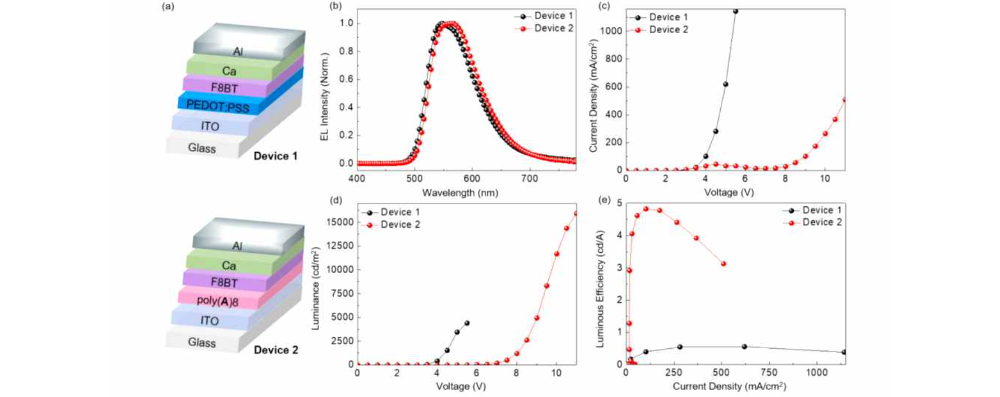 (a)
Al
Ca
F8BT
PEDOT:PSS
ITO
Glass
Device 1
Al
Ca
F8BT
poly(A)8
ITO
Glass
Device 2
(b)
Device 1
Device 2
EL Intensity (Norm.)
1.0
0.8
0.6
0.4
0.2
0.0
400 500 600 700
Wavelength (nm)
(c)
Device 1
Device 2
Current Density (mA/cm²)
1000
800
600
400
200
0
0 2 4 6 8 10
Voltage (V)
(d)
Device 1
Device 2
Luminance (cd/m²)
15000
12500
10000
7500
5000
2500
0
0 2 4 6 8 10
Voltage (V)
(e)
Device 1
Device 2
Luminous Efficiency (cd/A)
5
4
3
2
1
0
0 250 500 750 1000
Current Density (mA/cm²)